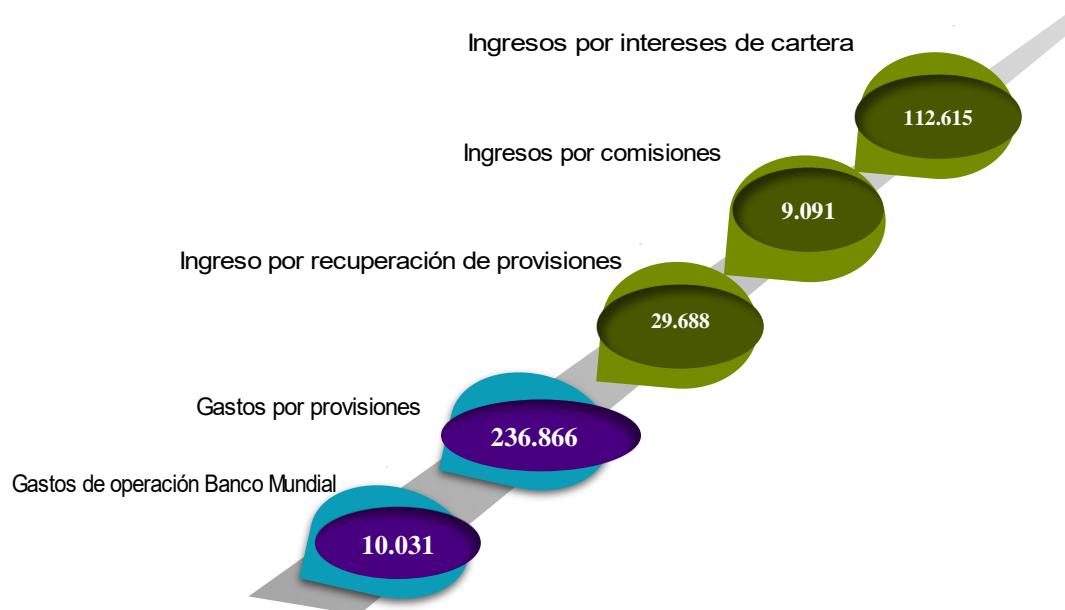 Ingresos por intereses de cartera
112.615
Ingresos por comisiones
9.091
Ingreso por recuperación de provisiones
29.688
Gastos por provisiones
236.866
Gastos de operación Banco Mundial
10.031